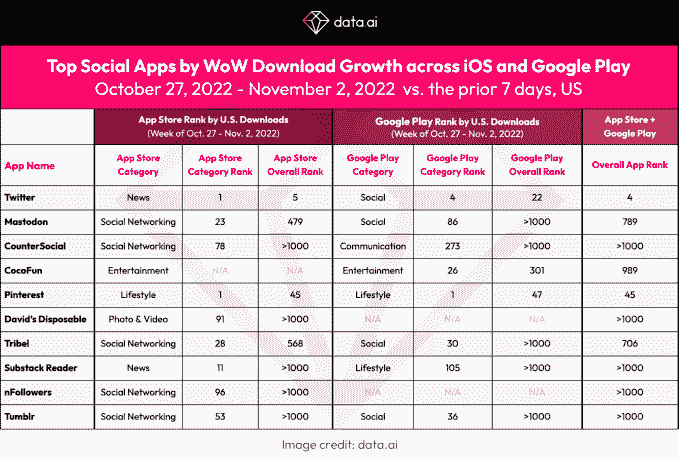 data.ai
Top Social Apps by WoW Download Growth across iOS and Google Play
October 27, 2022 - November 2, 2022 vs. the prior 7 days, US
App Store Rank by U.S. Downloads (Week of Oct. 27 - Nov. 2, 2022) Google Play Rank by U.S. Downloads (Week of Oct. 27 - Nov. 2, 2022) App Store + Google Play
App Name App Store Category App Store Category Rank App Store Overall Rank Google Play Category Google Play Category Rank Google Play Overall Rank Overall App Rank
Twitter News 1 5 Social 4 22 4
Mastodon Social Networking 23 479 Social 86 >1000 789
CounterSocial Social Networking 78 >1000 Communication 273 >1000 >1000
CocoFun Entertainment N/A N/A Entertainment 26 301 989
Pinterest Lifestyle 1 45 Lifestyle 1 47 45
David's Disposable Photo & Video 91 >1000 N/A N/A N/A >1000
Tribel Social Networking 28 568 Social 30 >1000 706
Substack Reader News 11 >1000 Lifestyle 105 >1000 >1000
nFollowers Social Networking 96 >1000 N/A N/A N/A >1000
Tumblr Social Networking 53 >1000 Social 36 >1000 >1000
Image credit: data.ai